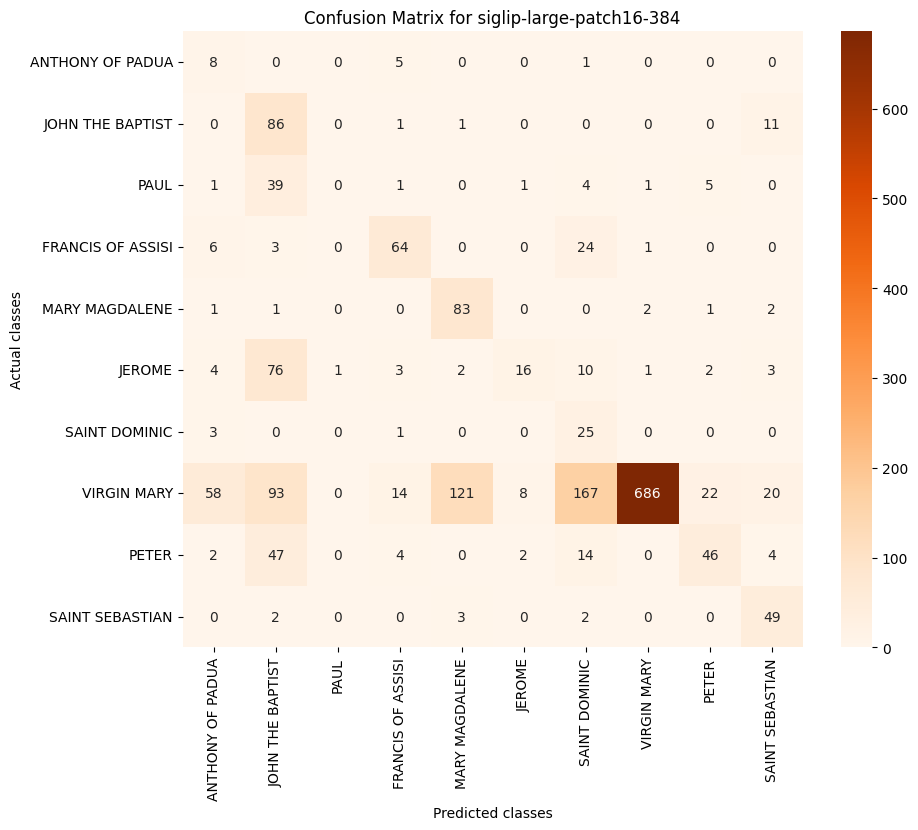 Confusion Matrix for siglip-large-patch16-384
ANTHONY OF PADUA 8 0 0 5 0 0 1 0 0 0
JOHN THE BAPTIST 0 86 0 1 1 0 0 0 0 11
PAUL 1 39 0 1 0 1 4 1 5 0
FRANCIS OF ASSISI 6 3 0 64 0 0 24 1 0 0
MARY MAGDALENE 1 1 0 0 83 0 0 2 1 2
JEROME 4 76 1 3 2 16 10 1 2 3
SAINT DOMINIC 3 0 0 1 0 0 25 0 0 0
VIRGIN MARY 58 93 0 14 121 8 167 686 22 20
PETER 2 47 0 4 0 2 14 0 46 4
SAINT SEBASTIAN 0 2 0 0 3 0 2 0 0 49
Actual classes
ANTHONY OF PADUA
JOHN THE BAPTIST
PAUL
FRANCIS OF ASSISI
MARY MAGDALENE
JEROME
SAINT DOMINIC
VIRGIN MARY
PETER
SAINT SEBASTIAN
Predicted classes
600
500
400
300
200
100
0